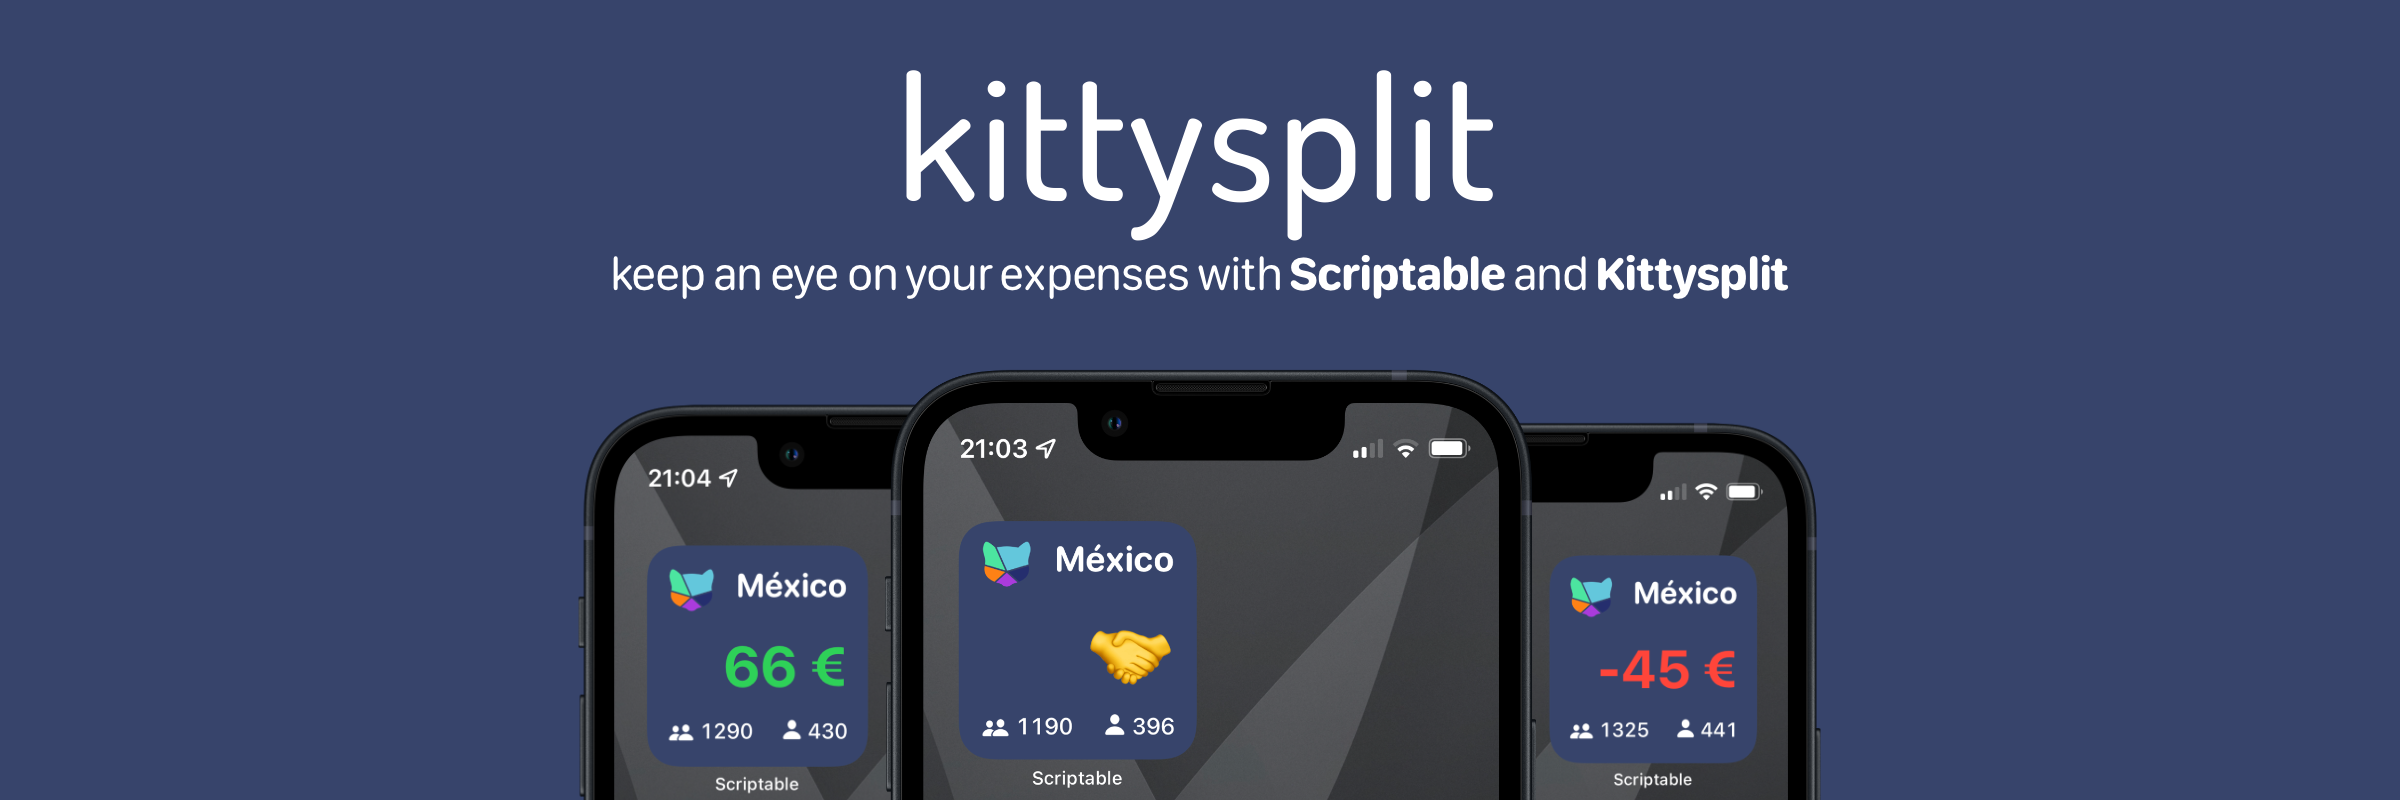 kittysplit
keep an eye on your expenses with Scriptable and Kittysplit
21:04
México
66 €
1290 430
Scriptable
21:03
México
1190 396
Scriptable
México
-45 €
1325 441
Scriptable